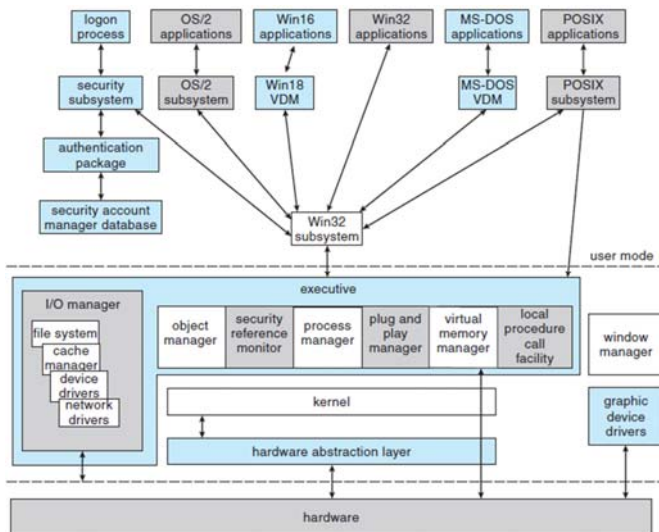 logon
process
OS/2
applications
Win16
applications
Win32
applications
MS-DOS
applications
POSIX
applications
security
subsystem
OS/2
subsystem
Win18
VDM
MS-DOS
VDM
POSIX
subsystem
authentication
package
security account
manager database
Win32
subsystem
user mode
executive
I/O manager
file system
cache
manager
device
drivers
network
drivers
object
manager
security
reference
monitor
process
manager
plug and
play
manager
virtual
memory
manager
local
procedure
call
facility
window
manager
kernel
graphic
device
drivers
hardware abstraction layer
hardware